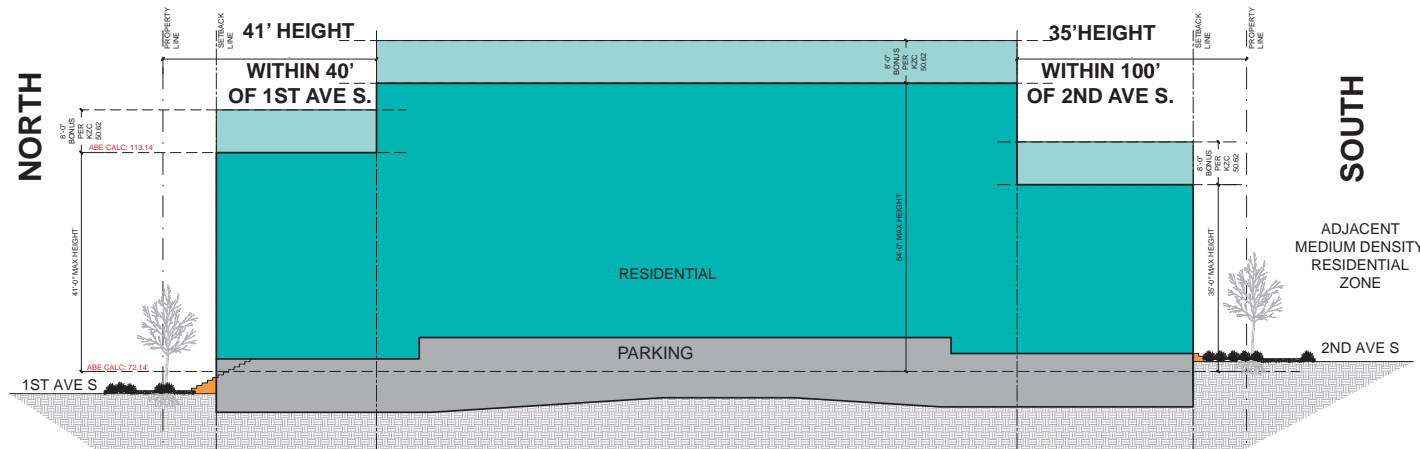 PROPERTY
LINE
SETBACK
LINE
41’ HEIGHT
WITHIN 40’
OF 1ST AVE S.
NORTH
8'-0"
BONUS
PER
KZC
50.62
ABE CALC: 113.14'
41'-0" MAX HEIGHT
ABE CALC: 72.14'
1ST AVE S
8'-0"
BONUS
PER
KZC
50.62
54'-0" MAX HEIGHT
RESIDENTIAL
PARKING
35’HEIGHT
WITHIN 100’
OF 2ND AVE S.
SETBACK
LINE
PROPERTY
LINE
8'-0"
BONUS
PER
KZC
50.62
35'-0" MAX HEIGHT
SOUTH
ADJACENT
MEDIUM DENSITY
RESIDENTIAL
ZONE
2ND AVE S